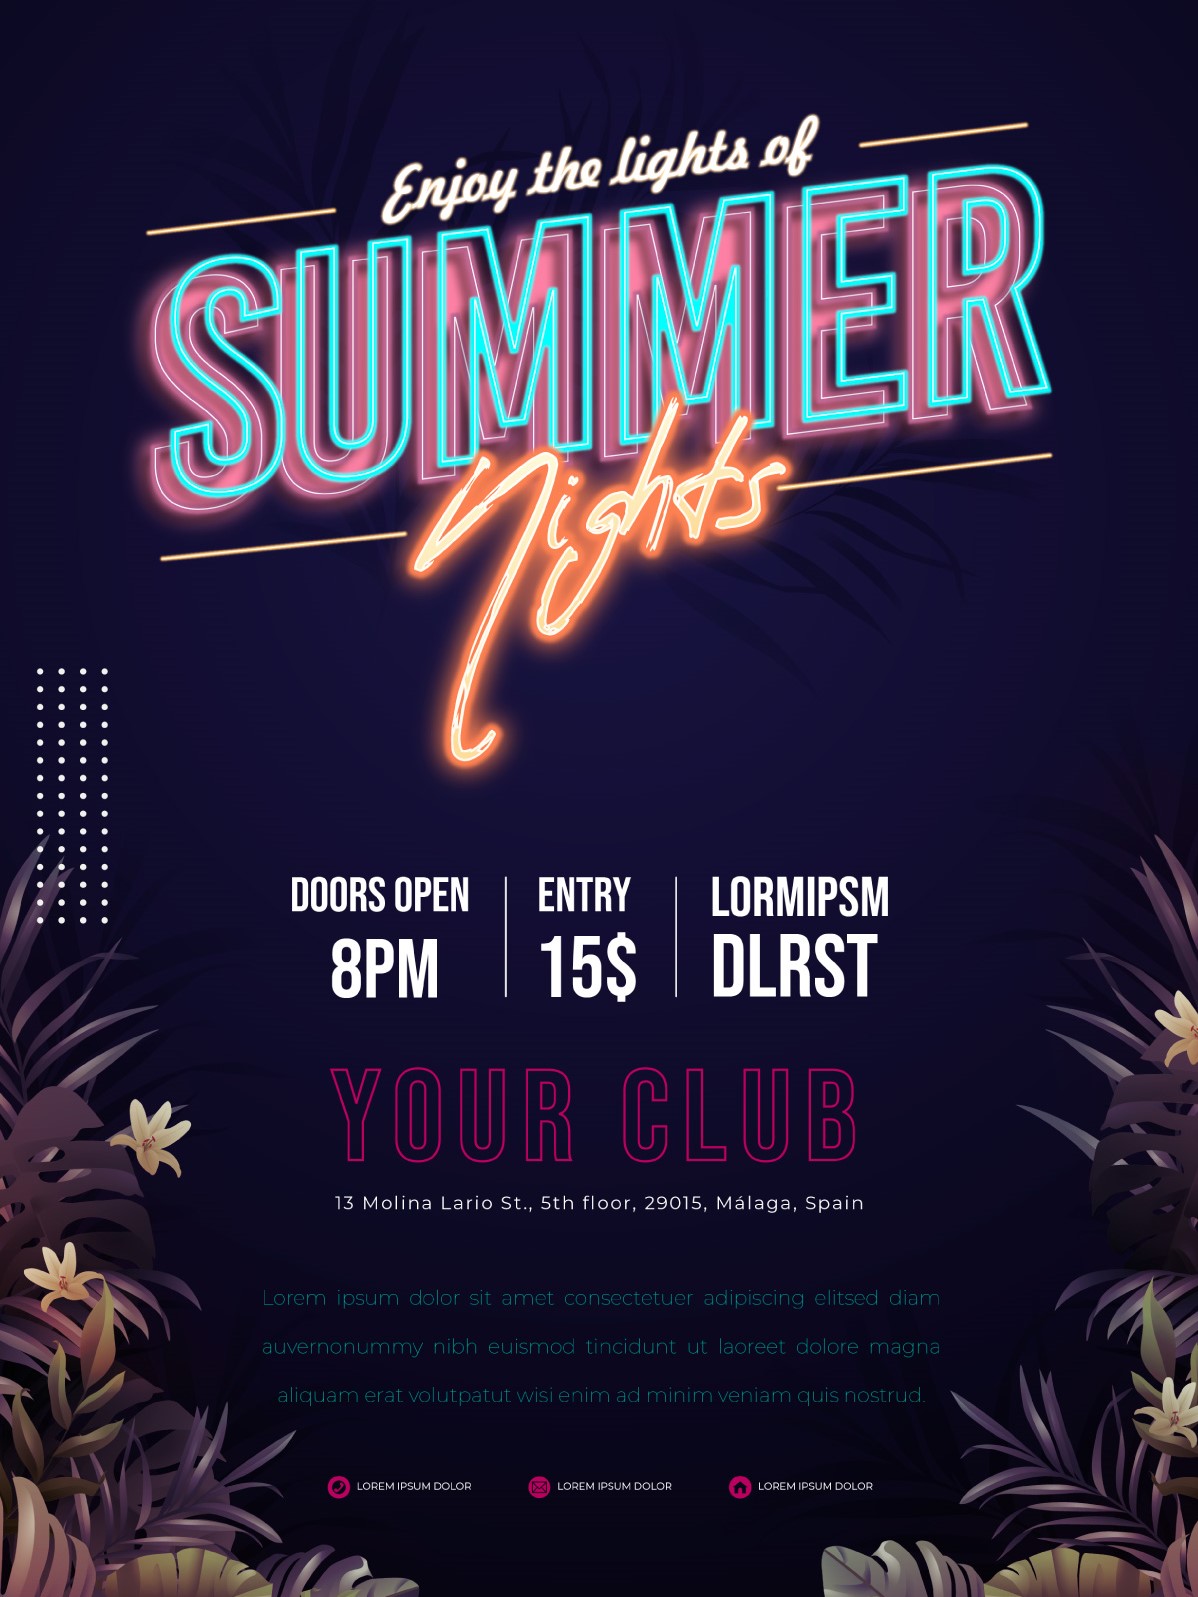 Enjoy the lights of
SUMMER
Nights
DOORS OPEN
8PM
ENTRY
15$
LORMIPSM
DLRST
YOUR CLUB
13 Molina Lario St., 5th floor, 29015, Málaga, Spain
Lorem ipsum dolor sit amet consectetuer adipiscing elitsed diam
auvernonummy nibh euismod tincidunt ut laoreet dolore magna
aliquam erat volutpatut wisi enim ad minim veniam quis nostrud.
LOREM IPSUM DOLOR
LOREM IPSUM DOLOR
LOREM IPSUM DOLOR